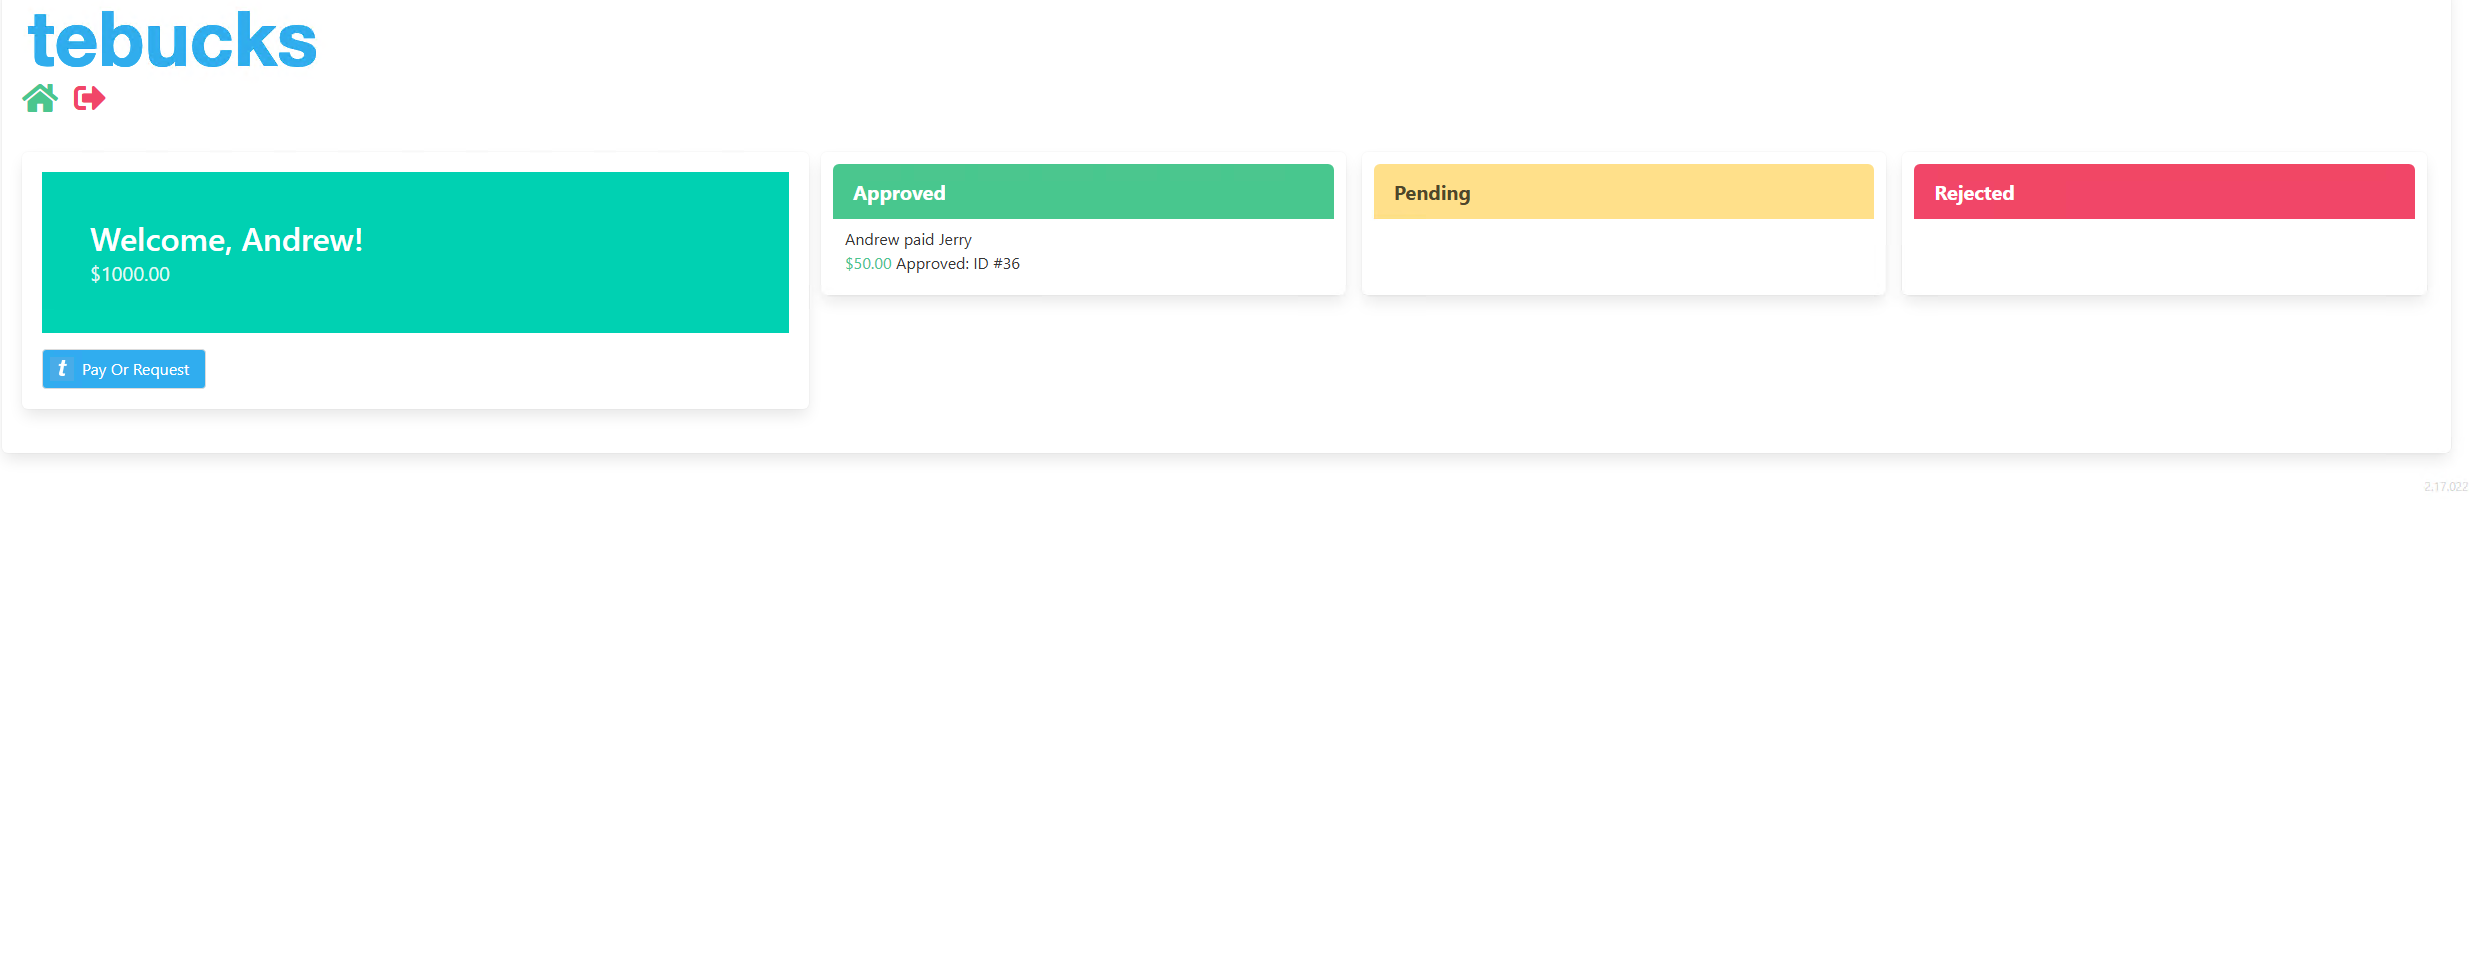 tebucks
Welcome, Andrew!
$1000.00
t Pay Or Request
Approved
Andrew paid Jerry
$50.00 Approved: ID #36
Pending
Rejected
2.17.022